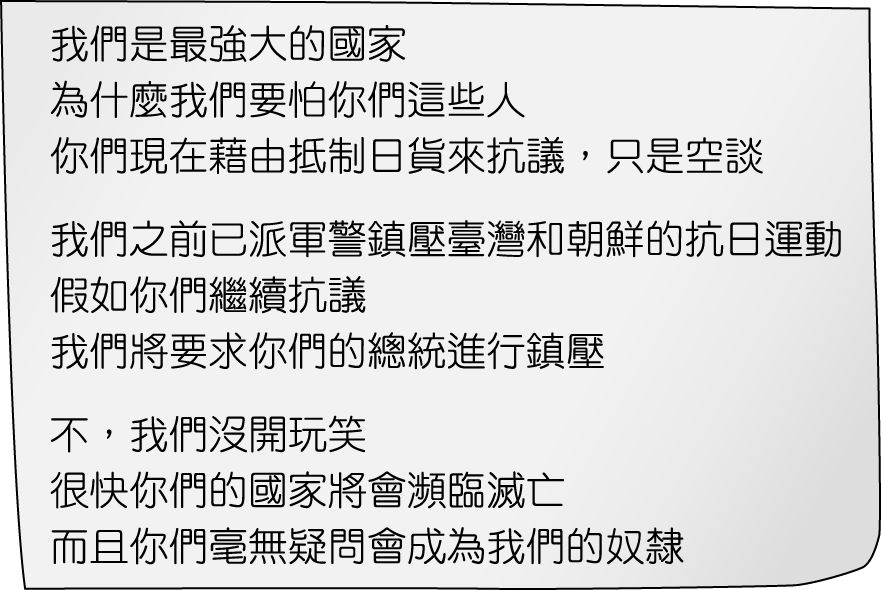 我們是最強大的國家
為什麼我們要怕你們這些人
你們現在藉由抵制日貨來抗議，只是空談
我們之前已派軍警鎮壓臺灣和朝鮮的抗日運動
假如你們繼續抗議
我們將要求你們的總統進行鎮壓
不，我們沒開玩笑
很快你們的國家將會瀕臨滅亡
而且你們毫無疑問會成為我們的奴隸